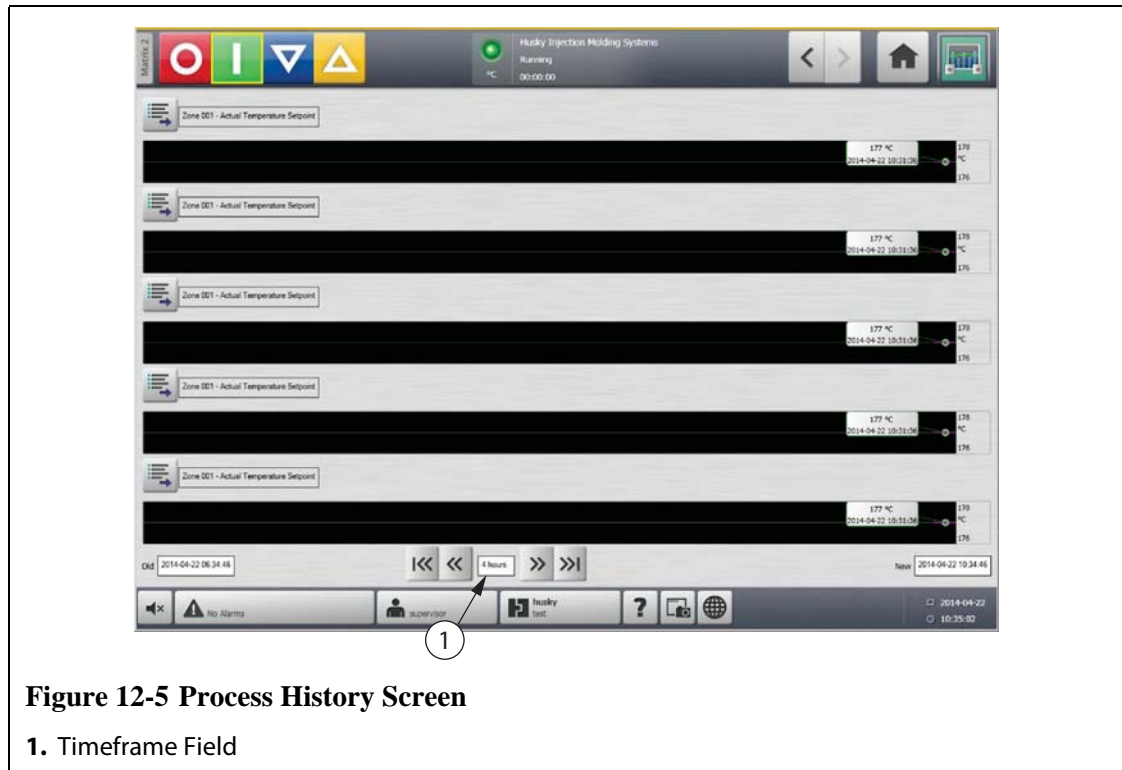 Matrix 2
Husky Injection Molding Systems
Running
°C 00:00:00
Zone 001 - Actual Temperature Setpoint
177 °C
2014-04-22 10:31:36
178
°C
176
Zone 001 - Actual Temperature Setpoint
177 °C
2014-04-22 10:31:36
178
°C
176
Zone 001 - Actual Temperature Setpoint
177 °C
2014-04-22 10:31:36
178
°C
176
Zone 001 - Actual Temperature Setpoint
177 °C
2014-04-22 10:31:36
178
°C
176
Zone 001 - Actual Temperature Setpoint
177 °C
2014-04-22 10:31:36
178
°C
176
Old 2014-04-22 06:34:46
4 hours
New 2014-04-22 10:34:46
No Alarms
supervisor
husky
test
?
2014-04-22
10:35:02
1
Figure 12-5 Process History Screen
1. Timeframe Field